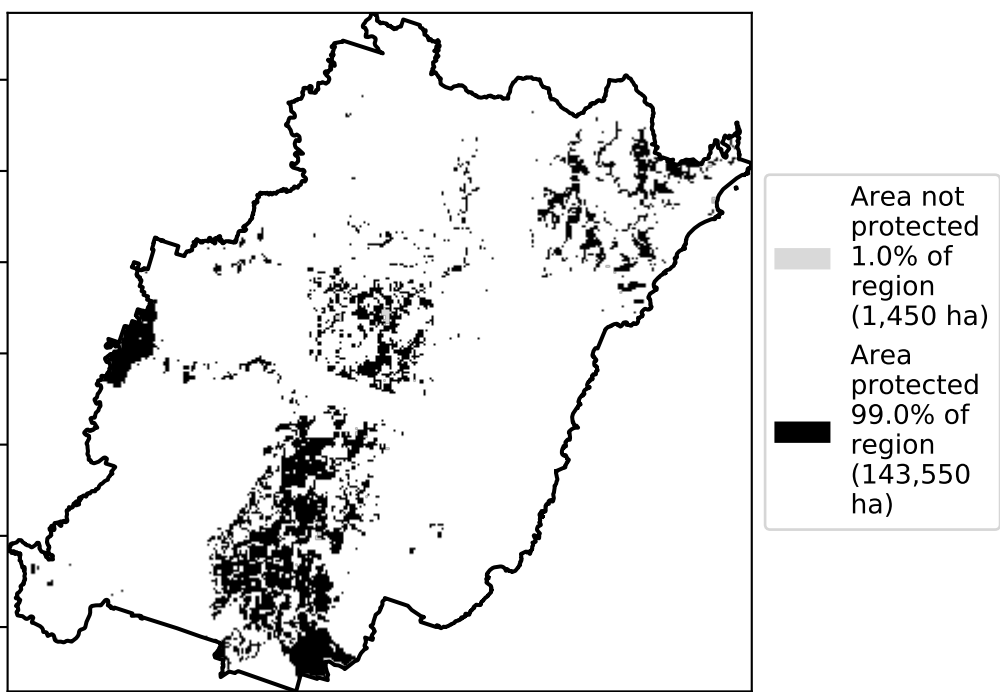 Area not
protected
1.0% of
region
(1,450 ha)
Area
protected
99.0% of
region
(143,550
ha)